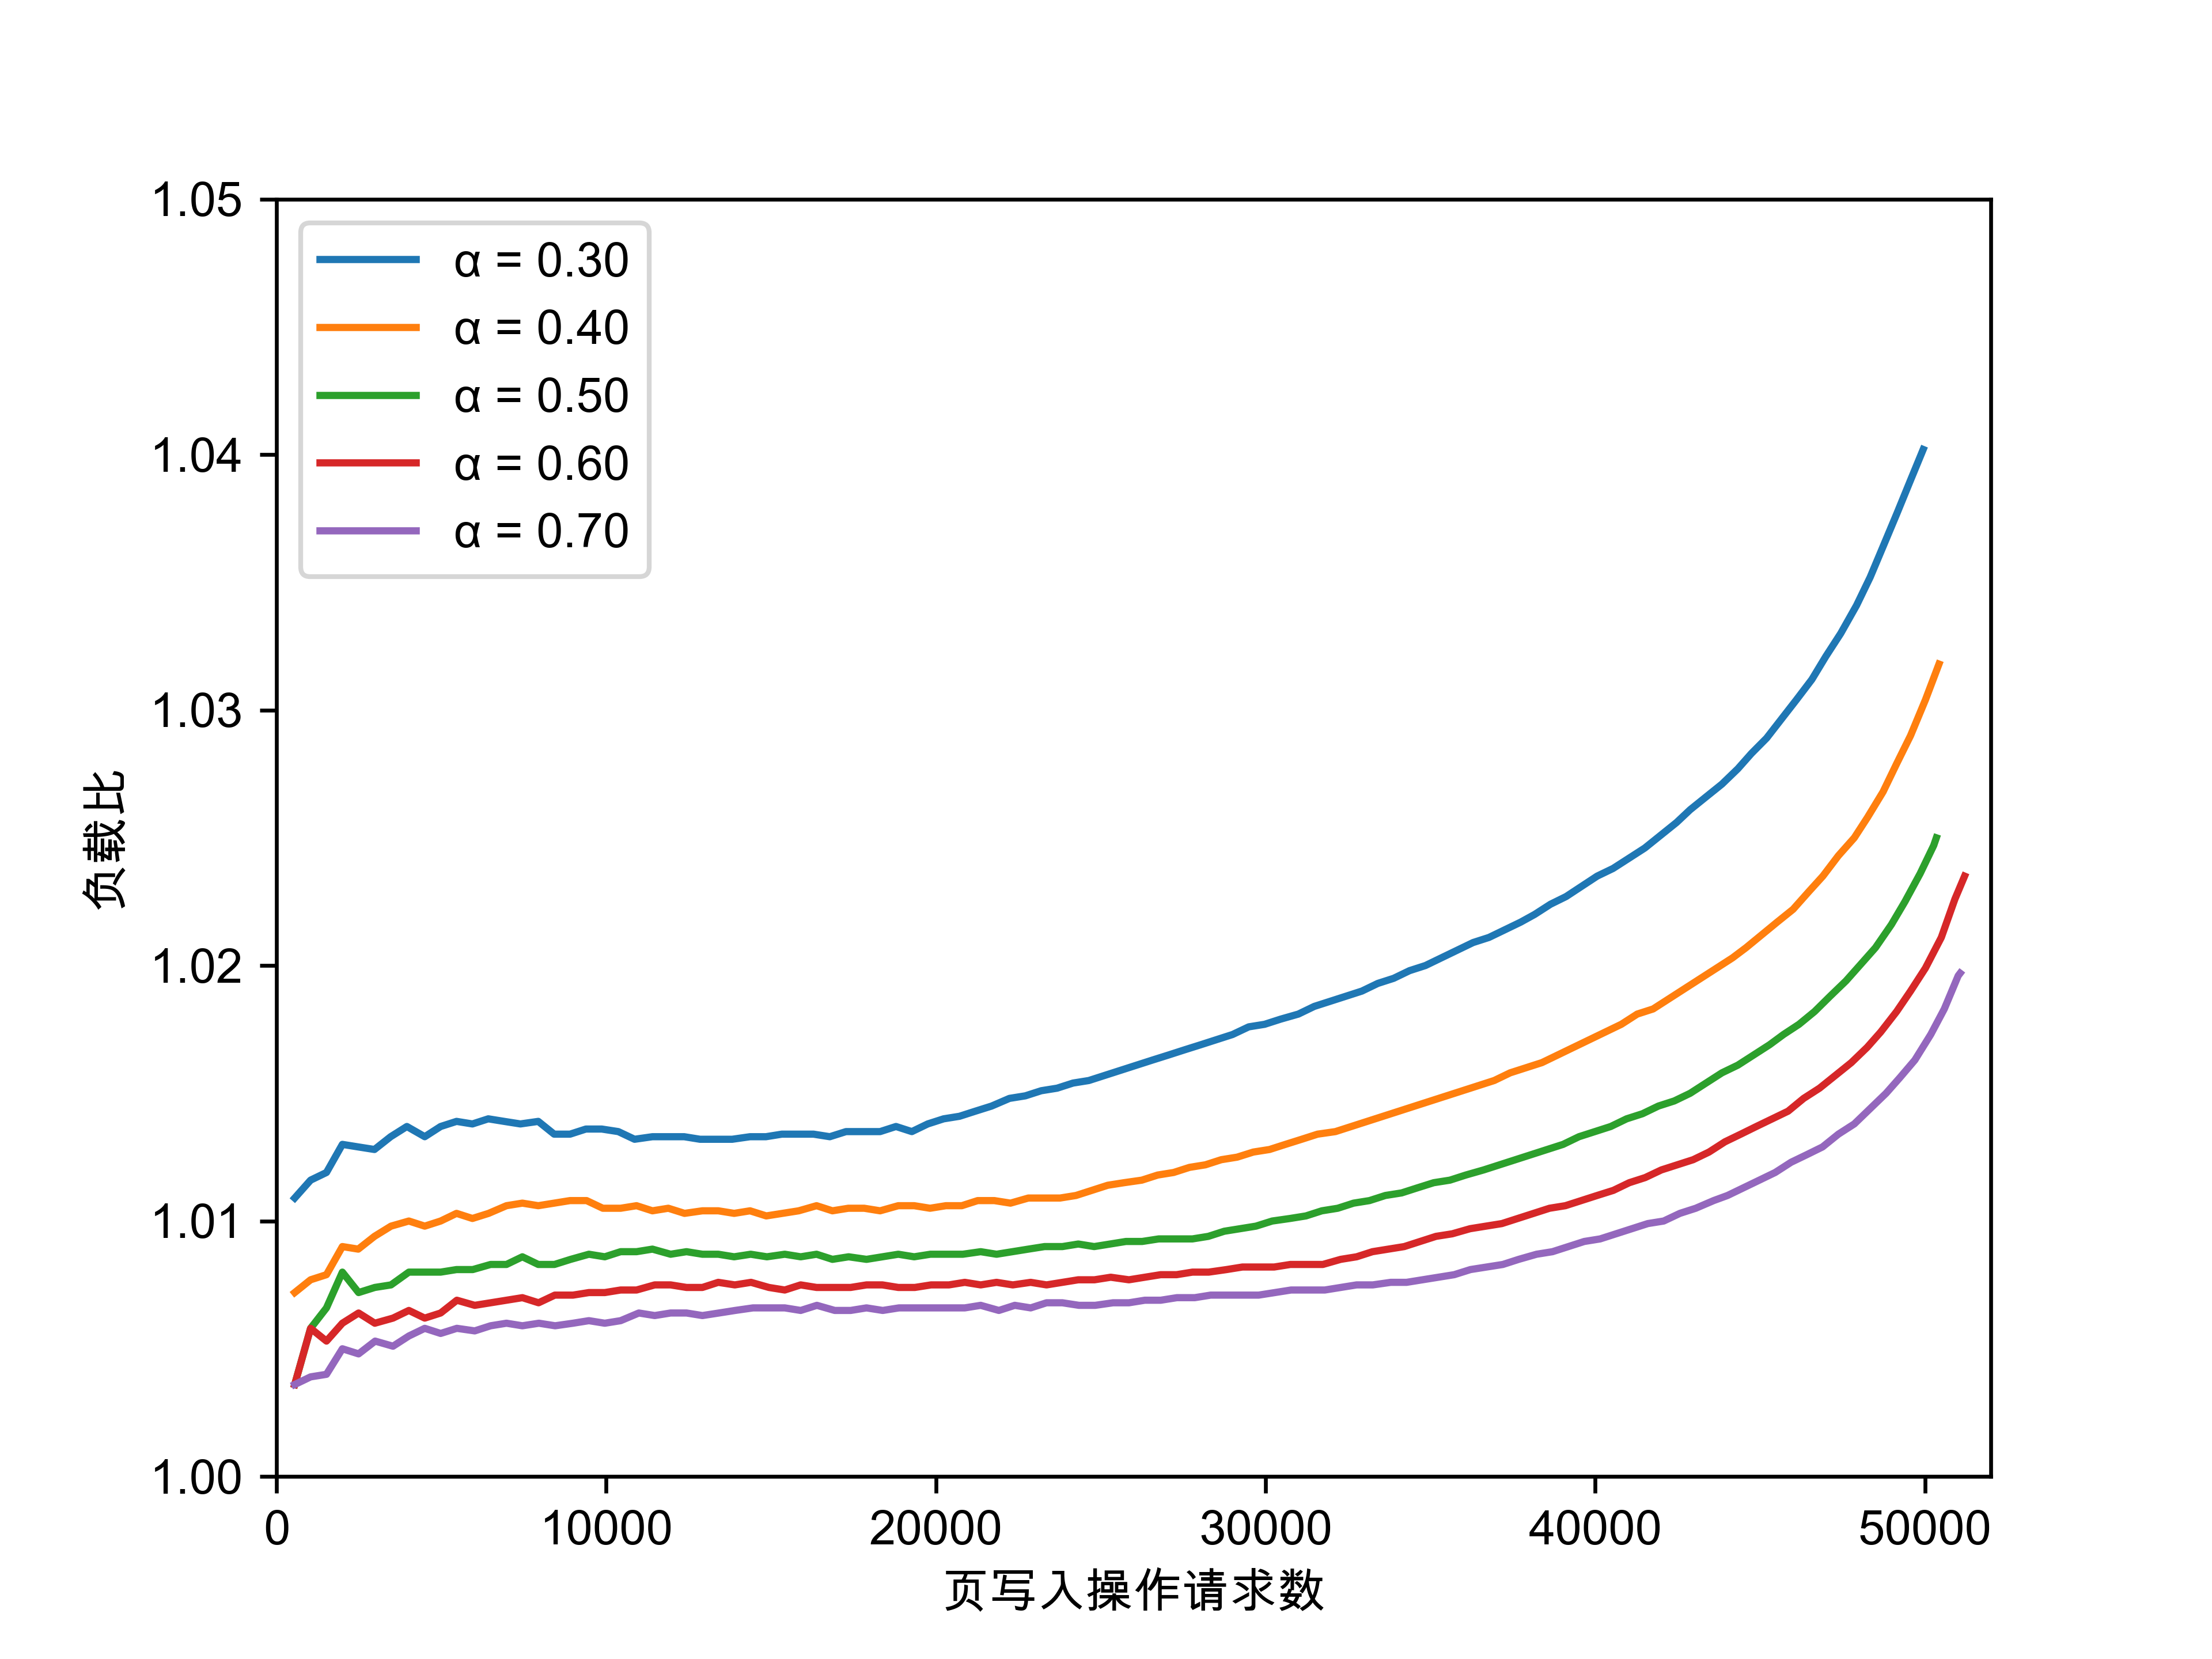 1.05
1.04
1.03
1.02
1.01
1.00
负载比
α = 0.30
α = 0.40
α = 0.50
α = 0.60
α = 0.70
0 10000 20000 30000 40000 50000
页写入操作请求数